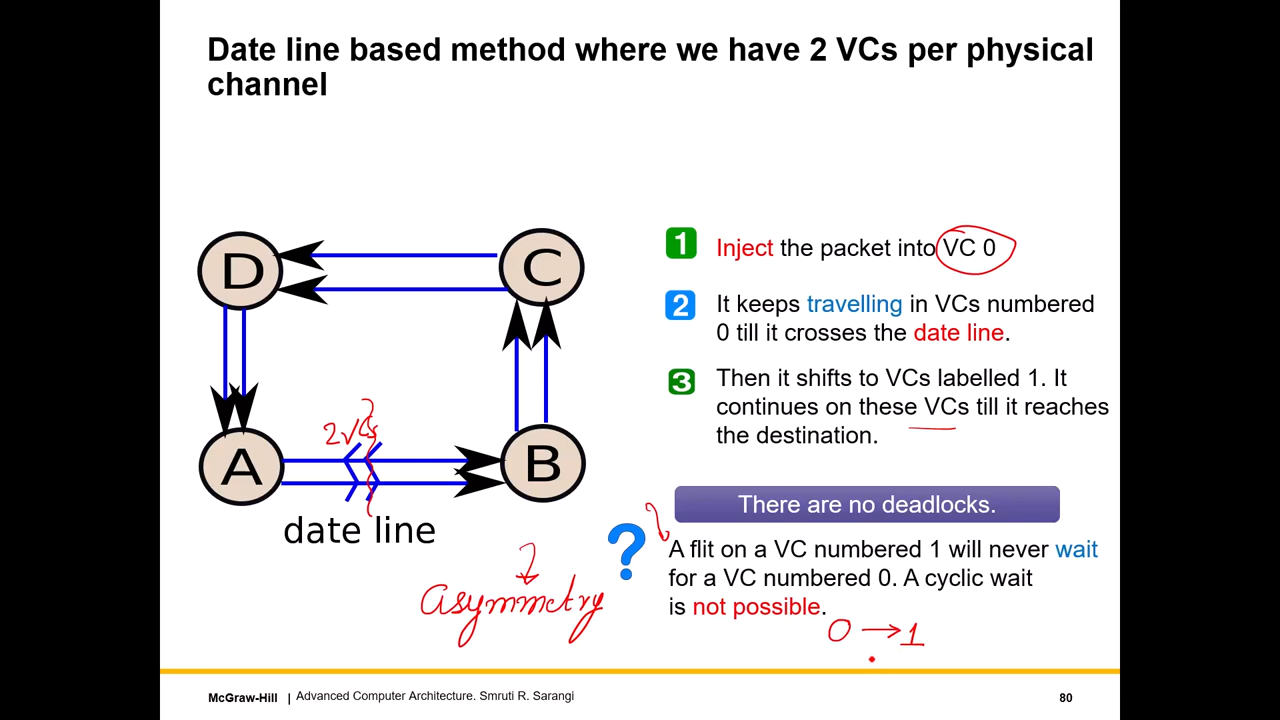 Date line based method where we have 2 VCs per physical
channel
D
C
A
B
2 VCs
date line
asymmetry
1 Inject the packet into VC 0
2 It keeps travelling in VCs numbered
0 till it crosses the date line.
3 Then it shifts to VCs labelled 1. It
continues on these VCs till it reaches
the destination.
There are no deadlocks.
?
A flit on a VC numbered 1 will never wait
for a VC numbered 0. A cyclic wait
is not possible.
0 → 1
McGraw-Hill | Advanced Computer Architecture. Smruti R. Sarangi
80